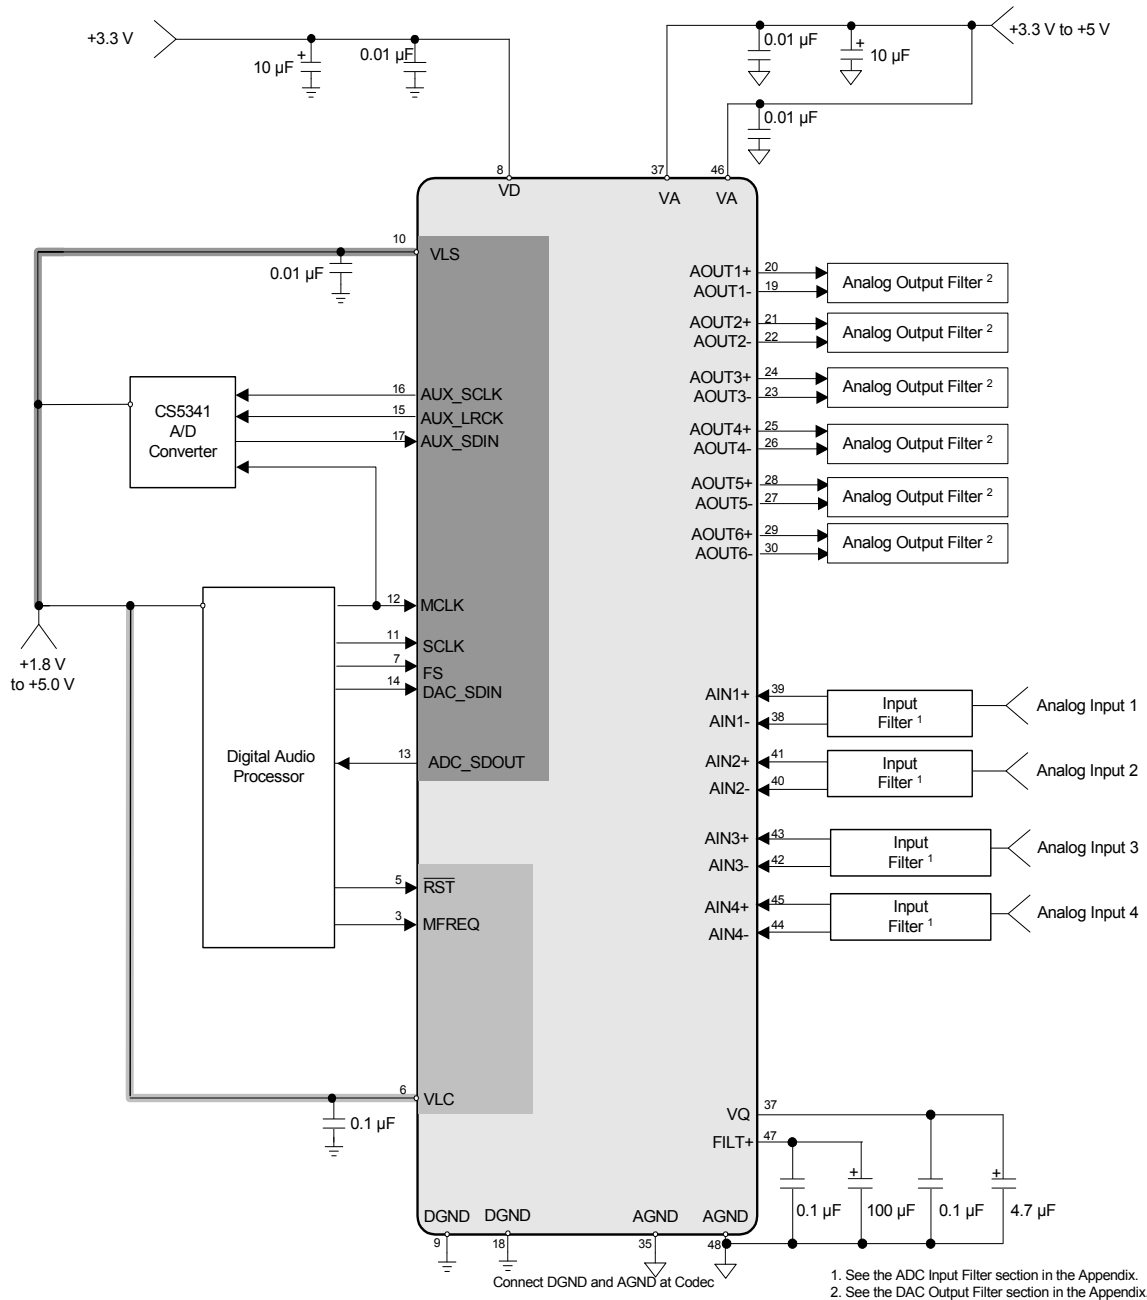 +3.3 V
10 µF
+
0.01 µF
0.01 µF
+
10 µF
+3.3 V to +5 V
0.01 µF
8
VD
37
VA
46
VA
10
VLS
0.01 µF
CS5341
A/D
Converter
16
AUX_SCLK
15
AUX_LRCK
17
AUX_SDIN
12
MCLK
11
SCLK
7
FS
14
DAC_SDIN
13
ADC_SDOUT
+1.8 V
to +5.0 V
Digital Audio
Processor
5
RST
3
MFREQ
6
VLC
0.1 µF
AOUT1+
20
AOUT1-
19
Analog Output Filter 2
AOUT2+
21
AOUT2-
22
Analog Output Filter 2
AOUT3+
24
AOUT3-
23
Analog Output Filter 2
AOUT4+
25
AOUT4-
26
Analog Output Filter 2
AOUT5+
28
AOUT5-
27
Analog Output Filter 2
AOUT6+
29
AOUT6-
30
Analog Output Filter 2
AIN1+
39
AIN1-
38
Input
Filter 1
Analog Input 1
AIN2+
41
AIN2-
40
Input
Filter 1
Analog Input 2
AIN3+
43
AIN3-
42
Input
Filter 1
Analog Input 3
AIN4+
45
AIN4-
44
Input
Filter 1
Analog Input 4
VQ
37
FILT+
47
0.1 µF
+
100 µF
0.1 µF
+
4.7 µF
DGND
9
DGND
18
AGND
35
AGND
48
Connect DGND and AGND at Codec
1. See the ADC Input Filter section in the Appendix.
2. See the DAC Output Filter section in the Appendix